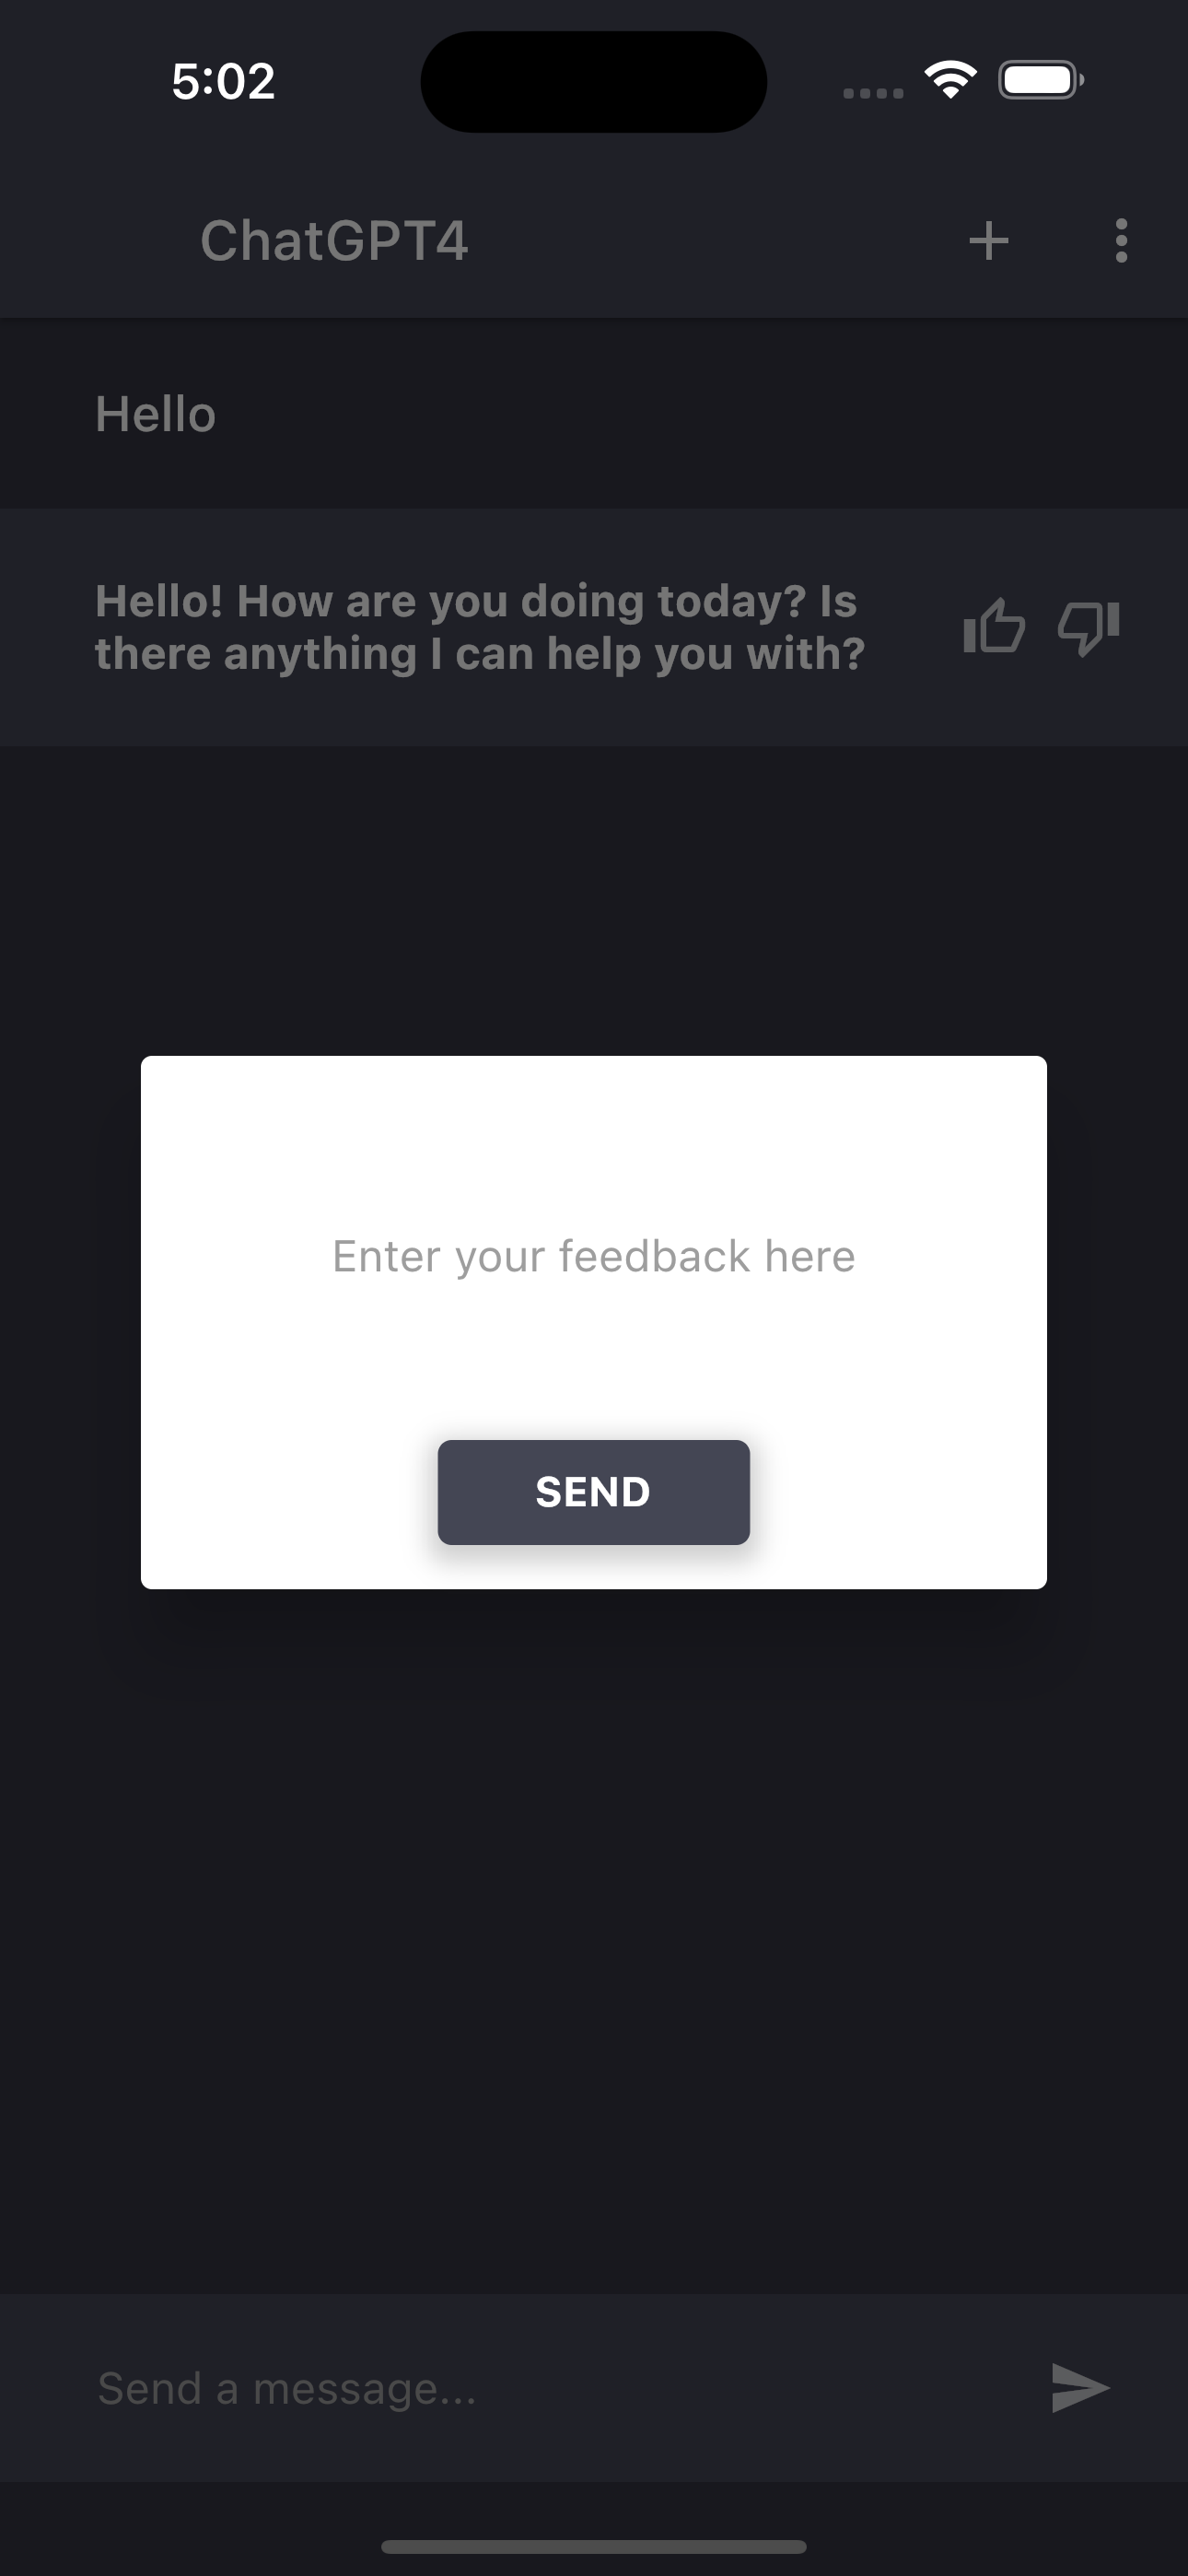 5:02
ChatGPT4
Hello
Hello! How are you doing today? Is
there anything I can help you with?
Enter your feedback here
SEND
Send a message...